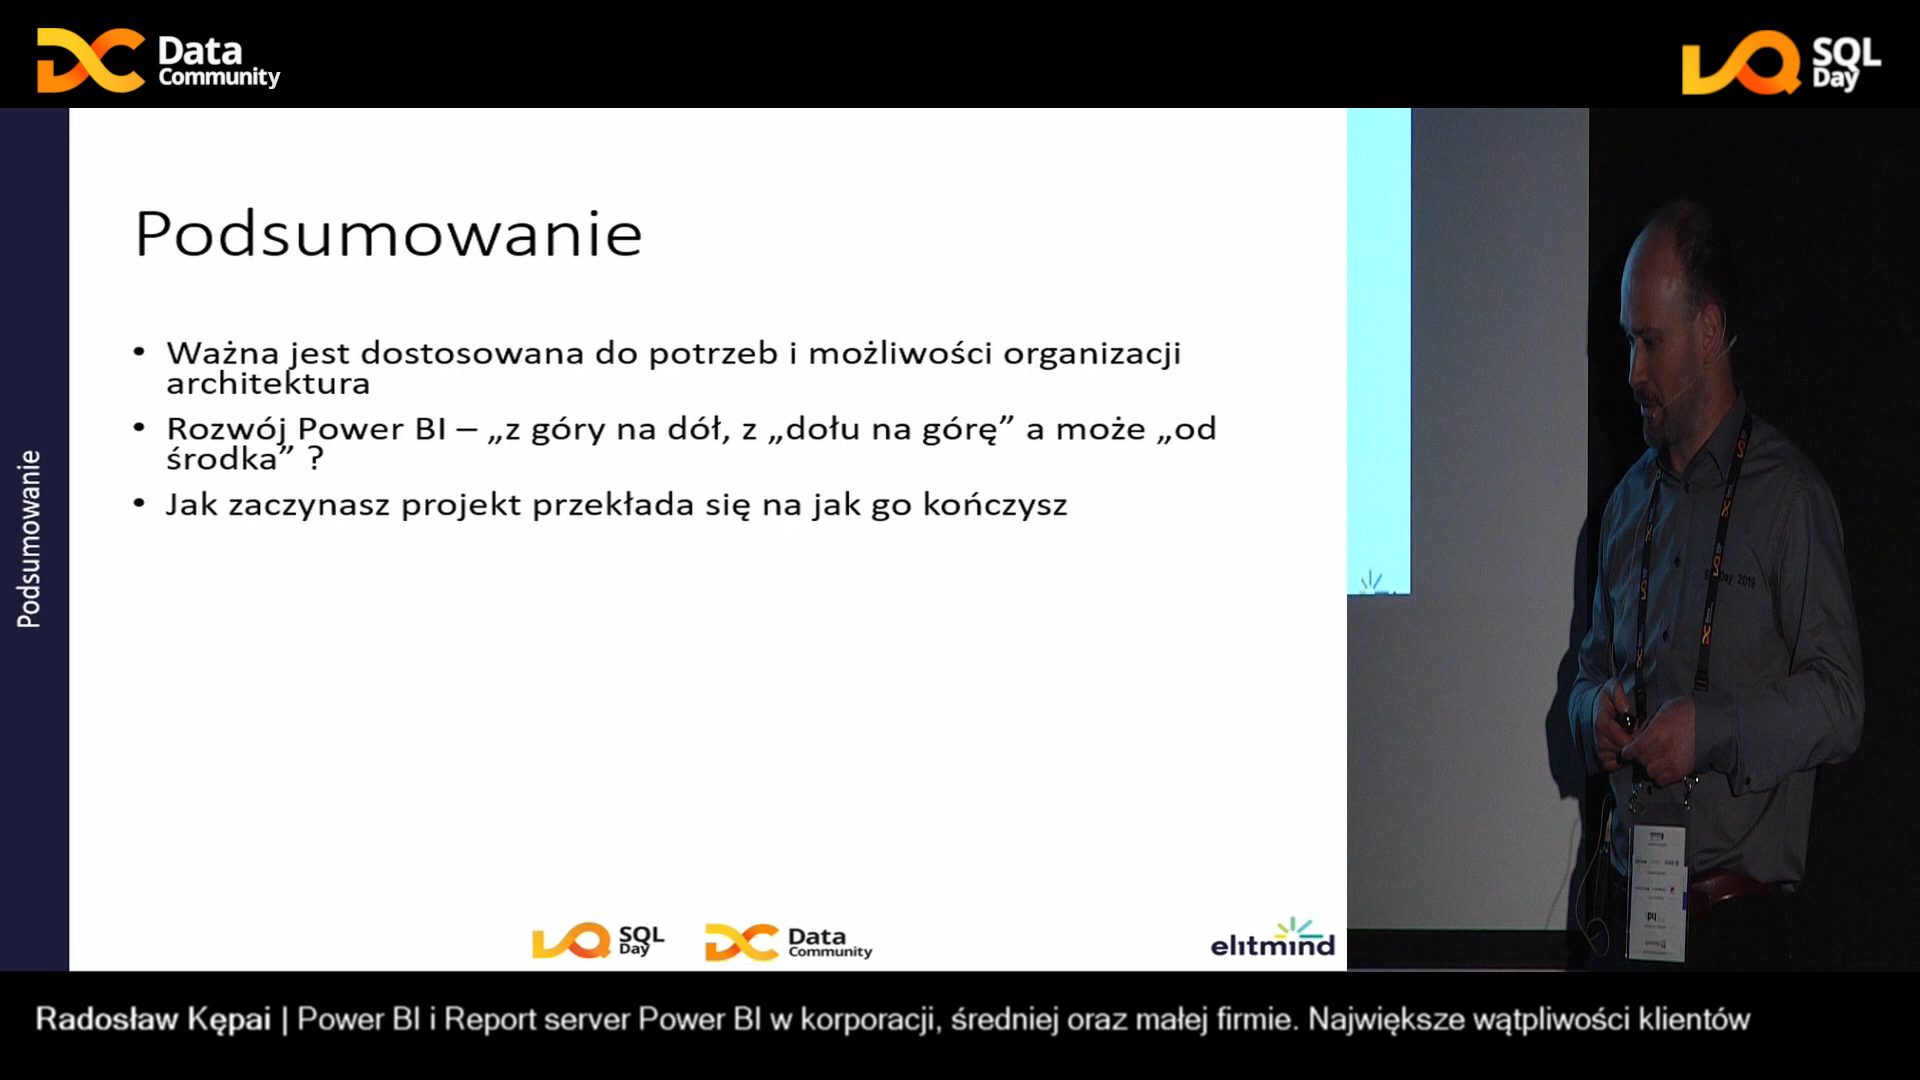 Data
Community
SQL
Day
Podsumowanie
Podsumowanie
• Ważna jest dostosowana do potrzeb i możliwości organizacji
architektura
• Rozwój Power BI – „z góry na dół, z „dołu na górę” a może „od
środka” ?
• Jak zaczynasz projekt przekłada się na jak go kończysz
SQL
Day
Data
Community
elitmind
Radosław Kępai | Power BI i Report server Power BI w korporacji, średniej oraz małej firmie. Największe wątpliwości klientów